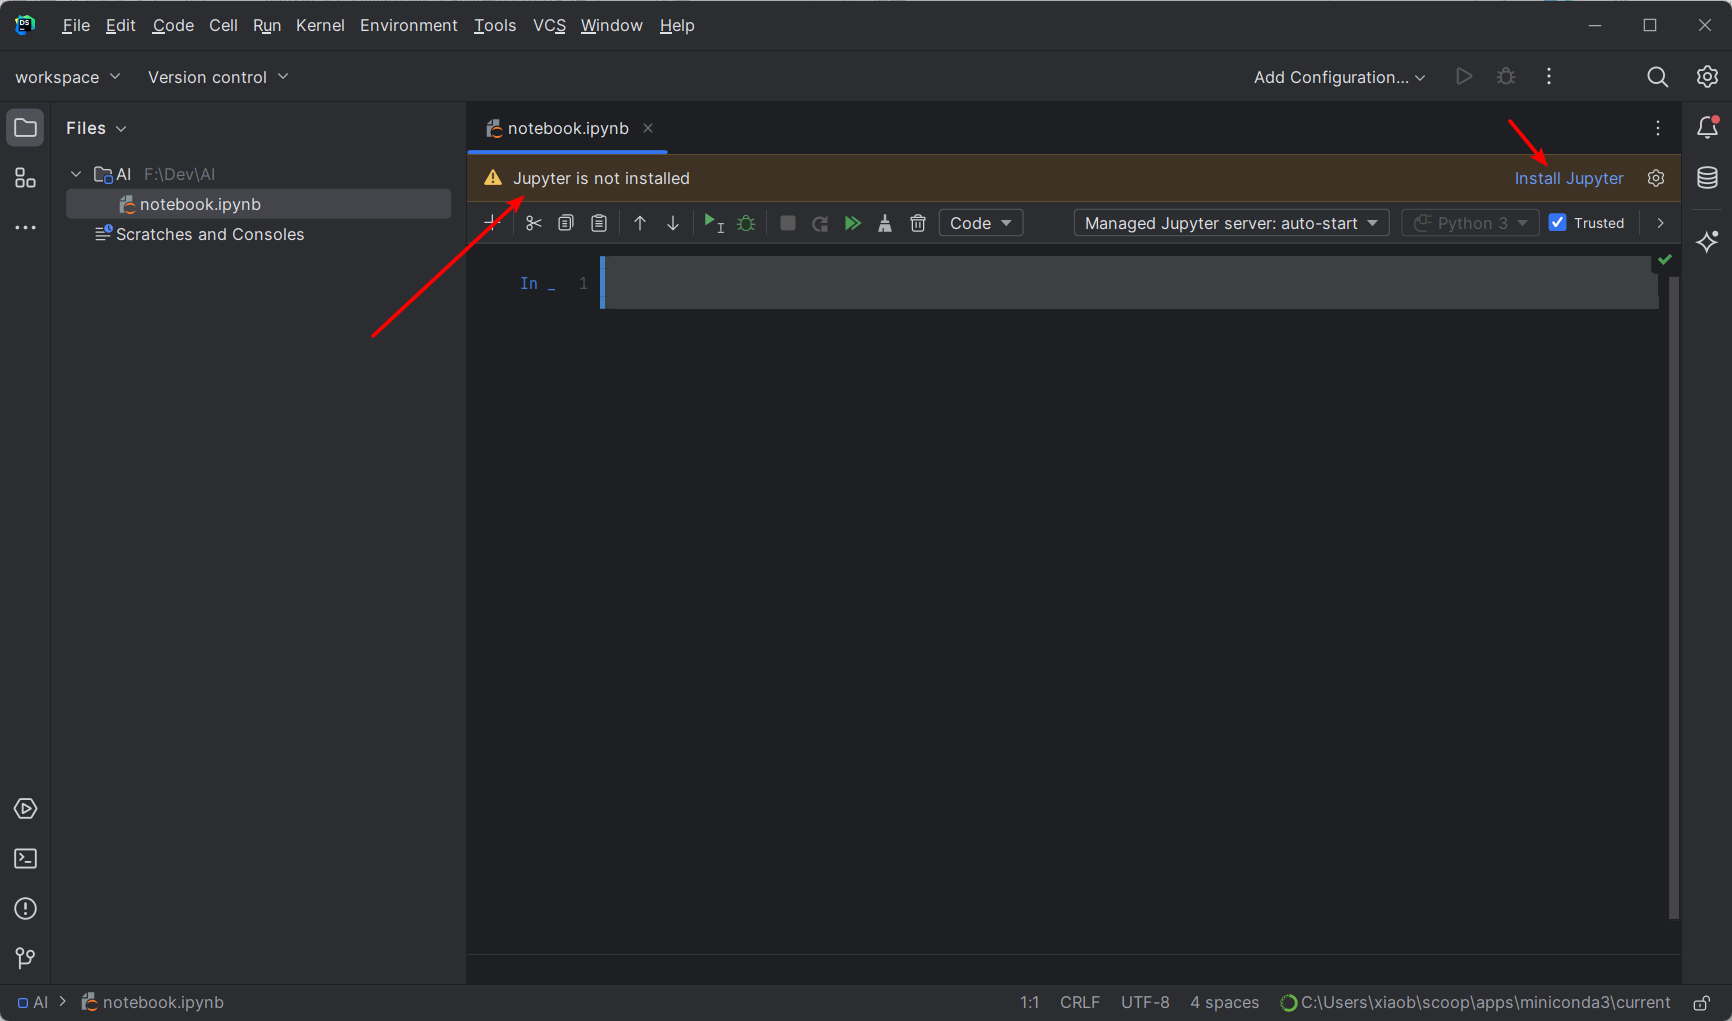 DS File Edit Code Cell Run Kernel Environment Tools VCS Window Help
workspace Version control Add Configuration...
Files notebook.ipynb
AI F:\Dev\AI Jupyter is not installed Install Jupyter
notebook.ipynb Code Managed Jupyter server: auto-start Python 3 Trusted
Scratches and Consoles
In _ 1
AI > notebook.ipynb 1:1 CRLF UTF-8 4 spaces C:\Users\xiaob\scoop\apps\miniconda3\current